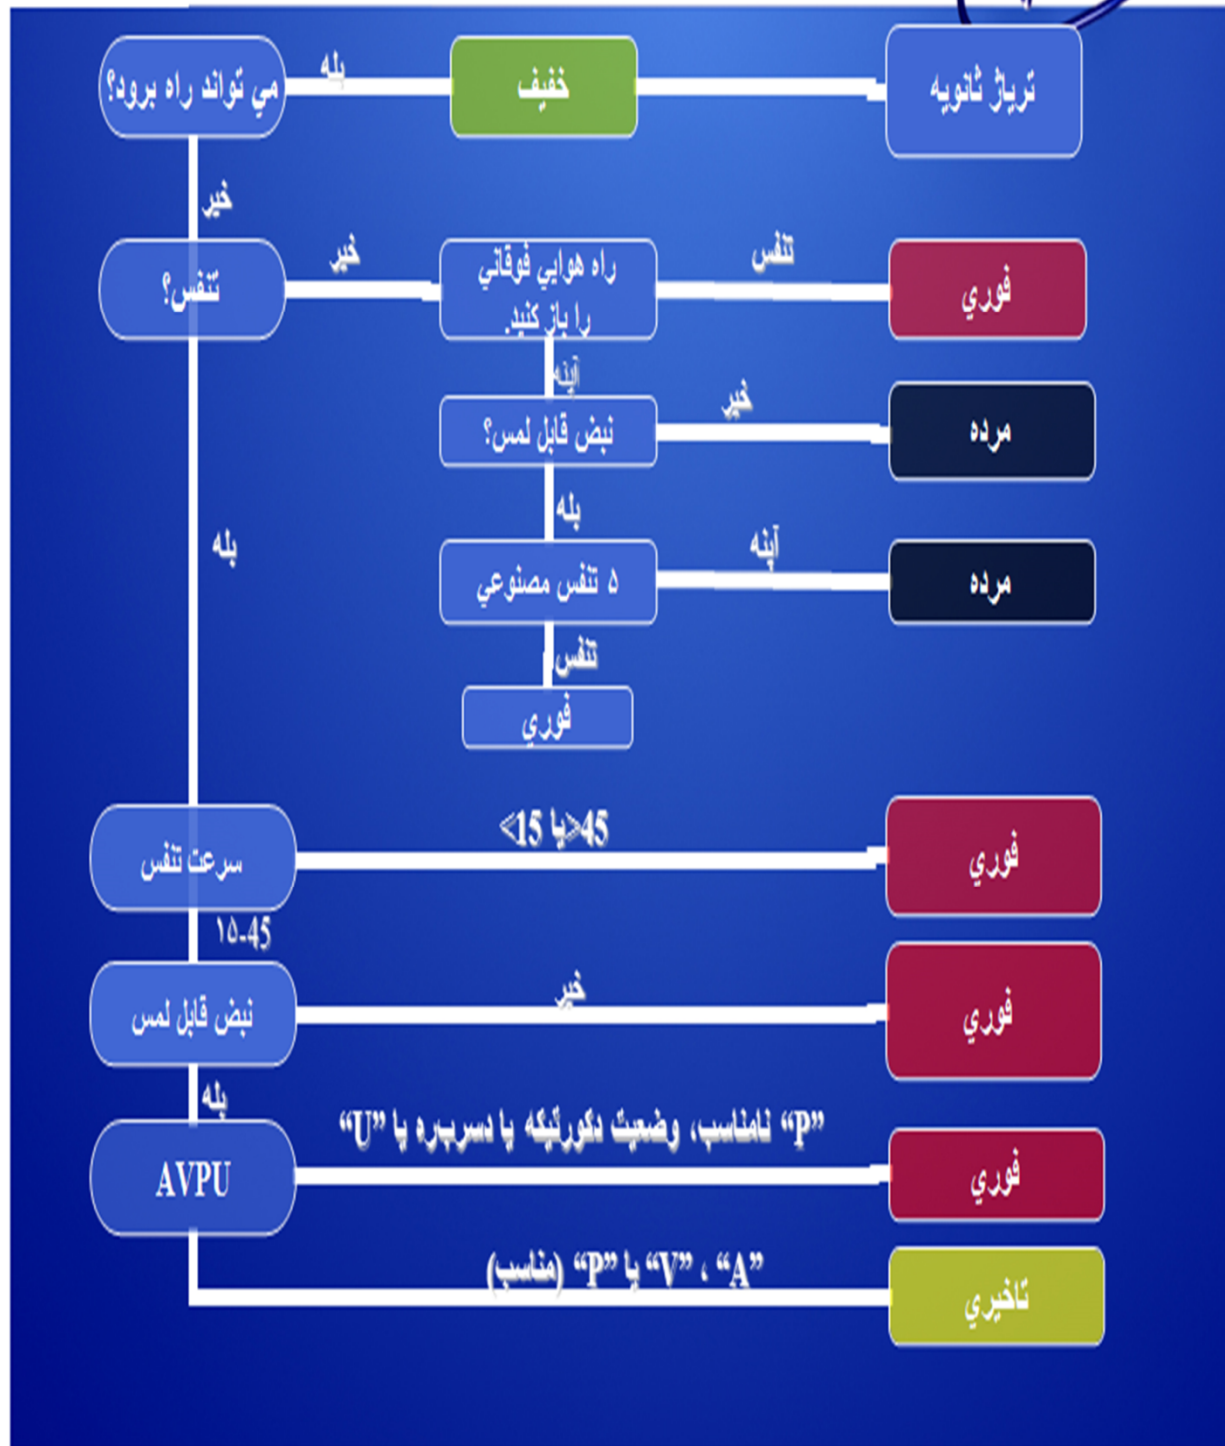 مي تواند راه برود؟
بله
خفيف
ترياژ ثانويه
خير
تنفس؟
خير
راه هوايي فوقاني
را باز كنيد.
تنفس
فوري
آپنه
نبض قابل لمس؟
خير
مرده
بله
بله
۵ تنفس مصنوعي
آپنه
مرده
تنفس
فوري
سرعت تنفس
<15 يا>45
فوري
۱۵-45
نبض قابل لمس
خير
فوري
بله
AVPU
“P” نامناسب، وضعيت دكورتيكه يا دسربره يا “U”
فوري
“A” ، “V” يا “P” (مناسب)
تاخيري